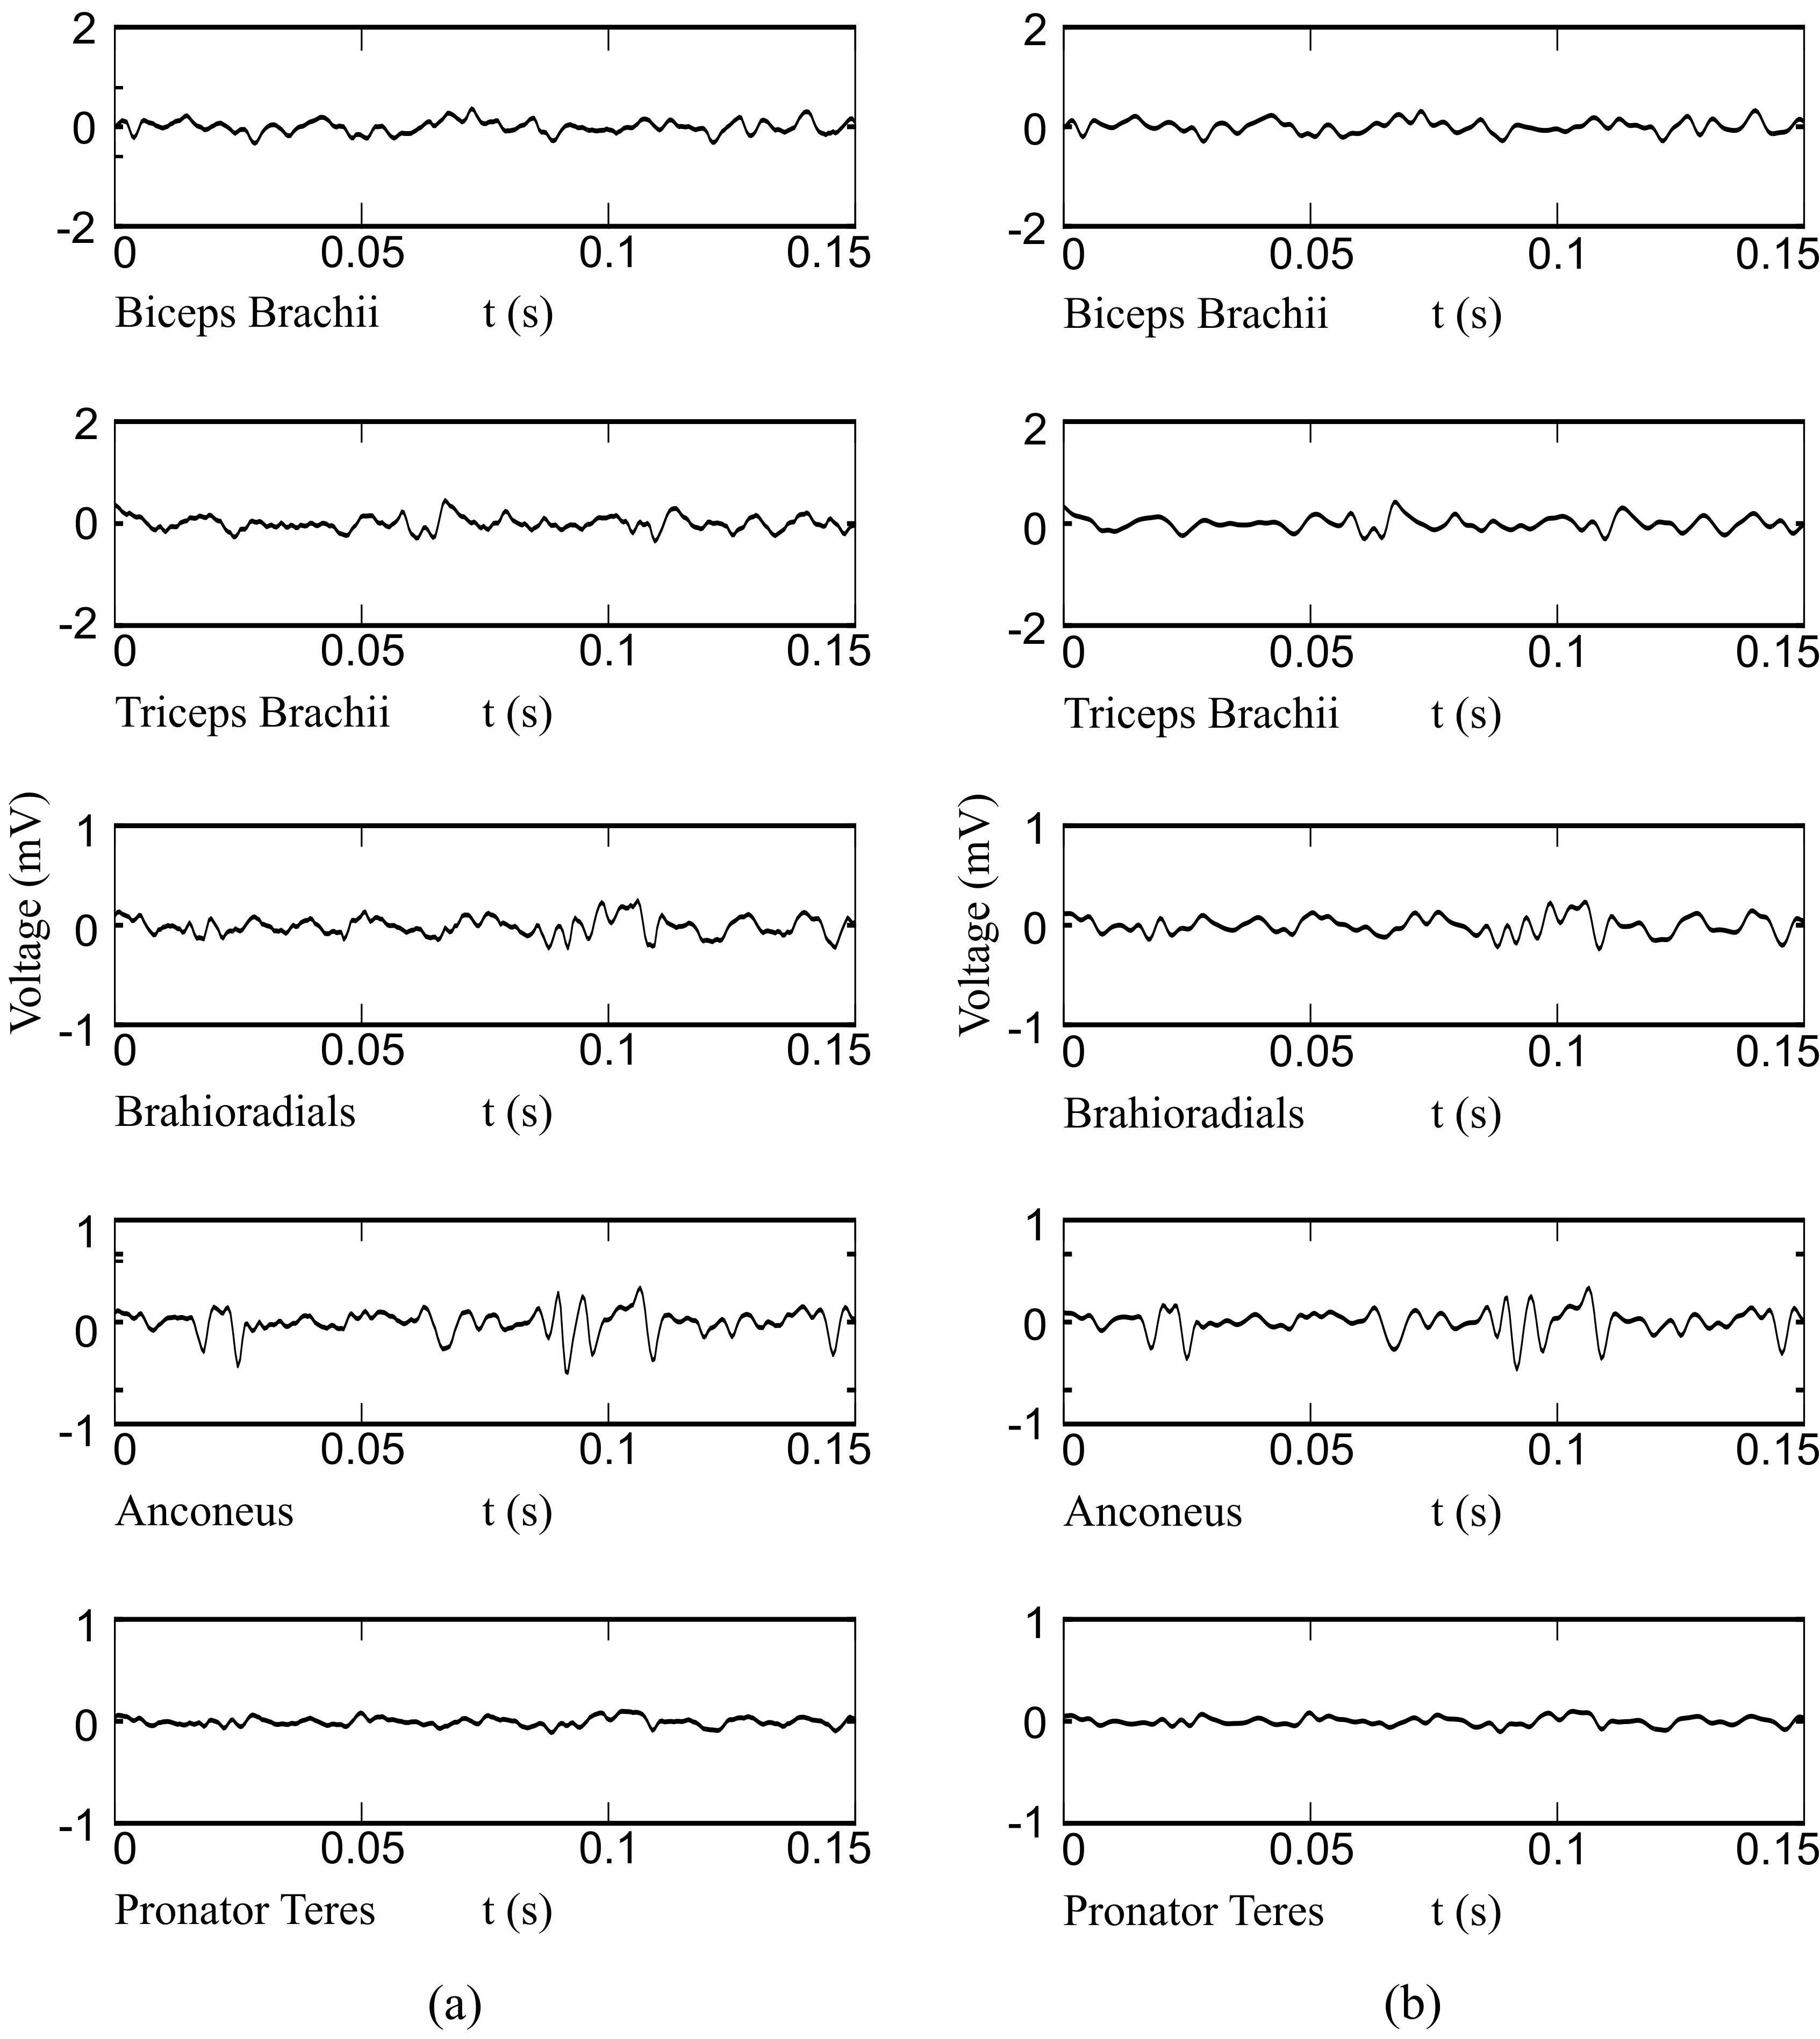 2 2
0 0
-2 -2
0 0.05 0.1 0.15 0 0.05 0.1 0.15
Biceps Brachii t (s) Biceps Brachii t (s)
2 2
0 0
-2 -2
0 0.05 0.1 0.15 0 0.05 0.1 0.15
Triceps Brachii t (s) Triceps Brachii t (s)
Voltage (mV) Voltage (mV)
1 1
0 0
-1 -1
0 0.05 0.1 0.15 0 0.05 0.1 0.15
Brahioradials t (s) Brahioradials t (s)
1 1
0 0
-1 -1
0 0.05 0.1 0.15 0 0.05 0.1 0.15
Anconeus t (s) Anconeus t (s)
1 1
0 0
-1 -1
0 0.05 0.1 0.15 0 0.05 0.1 0.15
Pronator Teres t (s) Pronator Teres t (s)
(a) (b)